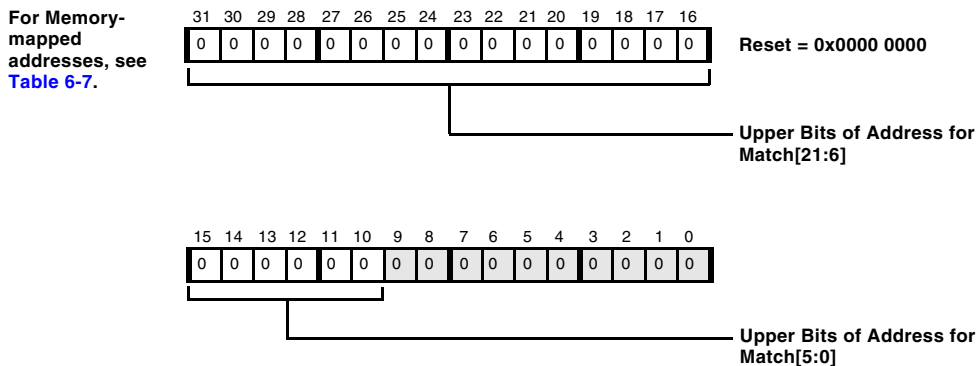 For Memory-
mapped
addresses, see
Table 6-7.
31 30 29 28 27 26 25 24 23 22 21 20 19 18 17 16
0 0 0 0 0 0 0 0 0 0 0 0 0 0 0 0
Reset = 0x0000 0000
Upper Bits of Address for
Match[21:6]
15 14 13 12 11 10 9 8 7 6 5 4 3 2 1 0
0 0 0 0 0 0 0 0 0 0 0 0 0 0 0 0
Upper Bits of Address for
Match[5:0]